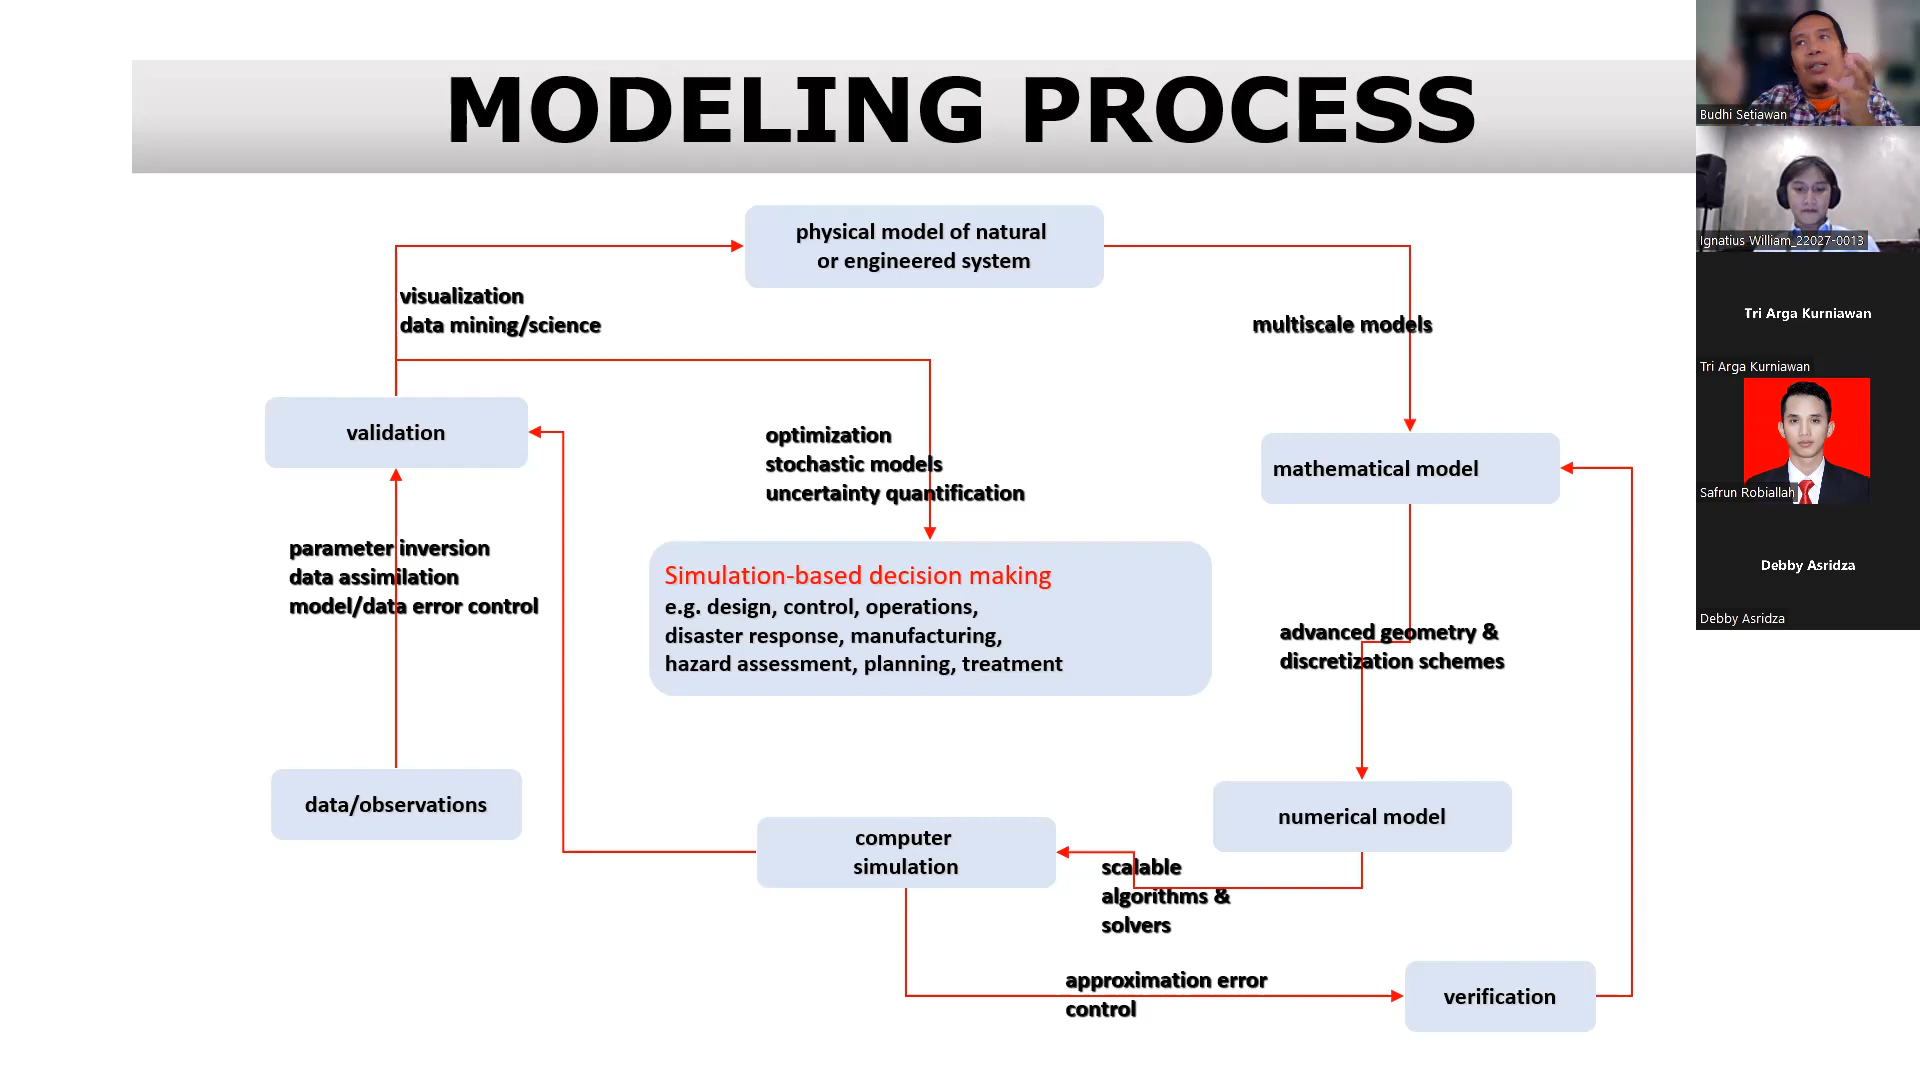 MODELING PROCESS
physical model of natural
or engineered system
visualization
data mining/science
multiscale models
validation
optimization
stochastic models
uncertainty quantification
mathematical model
parameter inversion
data assimilation
model/data error control
Simulation-based decision making
e.g. design, control, operations,
disaster response, manufacturing,
hazard assessment, planning, treatment
advanced geometry &
discretization schemes
data/observations
numerical model
computer
simulation
scalable
algorithms &
solvers
approximation error
control
verification
Budhi Setiawan
Ignatius William_22027-0013
Tri Arga Kurniawan
Tri Arga Kurniawan
Safrun Robiallah
Debby Asridza
Debby Asridza